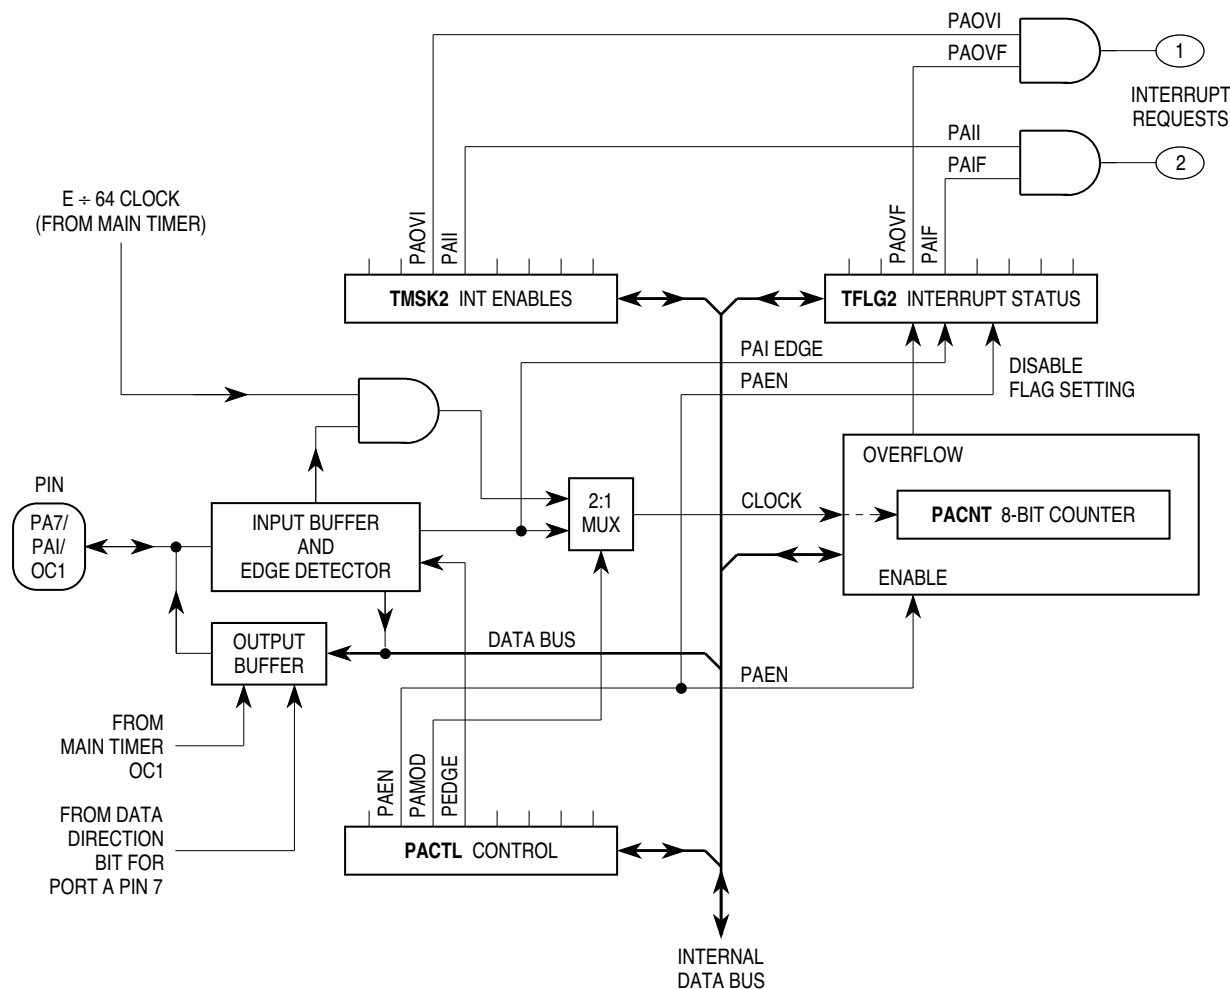 PAOVI
PAOVF
1
INTERRUPT
REQUESTS
PAII
PAIF
2
E ÷ 64 CLOCK
(FROM MAIN TIMER)
PAOVI
PAII
PAOVF
PAIF
TMSK2 INT ENABLES
TFLG2 INTERRUPT STATUS
PAI EDGE
PAEN
DISABLE
FLAG SETTING
OVERFLOW
PIN
PA7/
PAI/
OC1
INPUT BUFFER
AND
EDGE DETECTOR
2:1
MUX
CLOCK
PACNT 8-BIT COUNTER
ENABLE
OUTPUT
BUFFER
DATA BUS
PAEN
FROM
MAIN TIMER
OC1
PAEN
PAMOD
PEDGE
FROM DATA
DIRECTION
BIT FOR
PORT A PIN 7
PACTL CONTROL
INTERNAL
DATA BUS